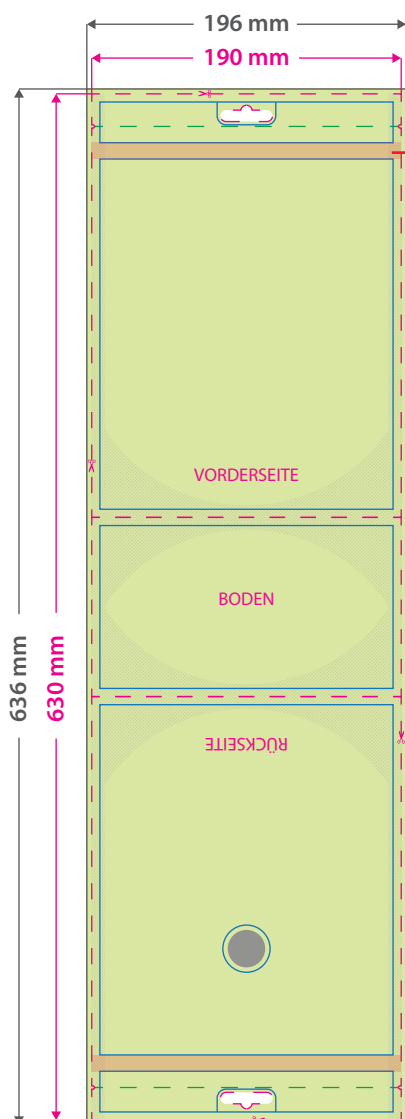 196 mm
190 mm
VORDERSEITE
BODEN
636 mm
630 mm
RÜCKSEITE